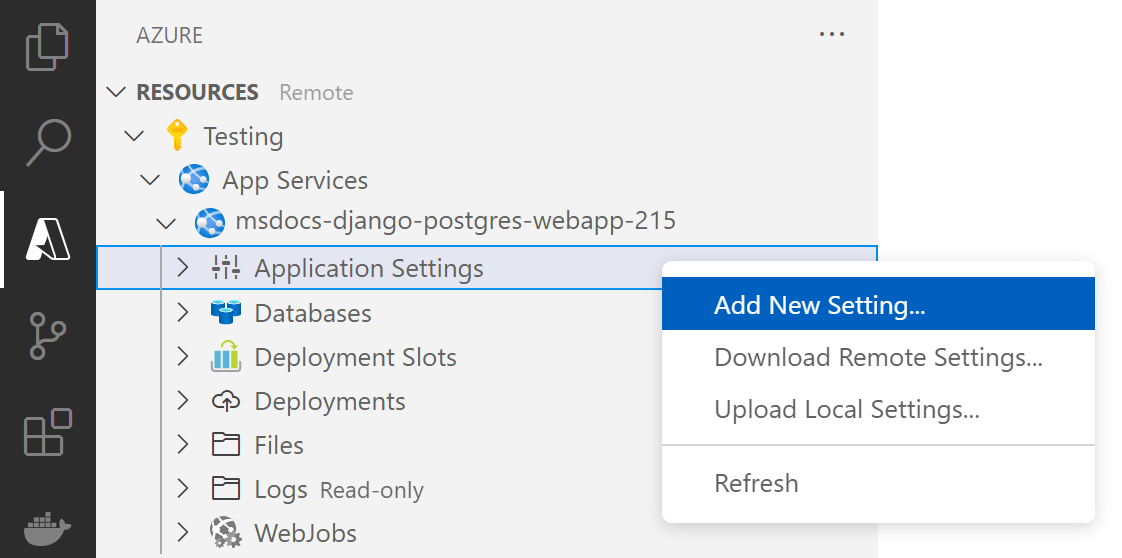 AZURE
RESOURCES Remote
Testing
App Services
msdocs-django-postgres-webapp-215
Application Settings
Add New Setting...
Databases
Deployment Slots
Download Remote Settings...
Deployments
Upload Local Settings...
Files
Logs Read-only
Refresh
WebJobs